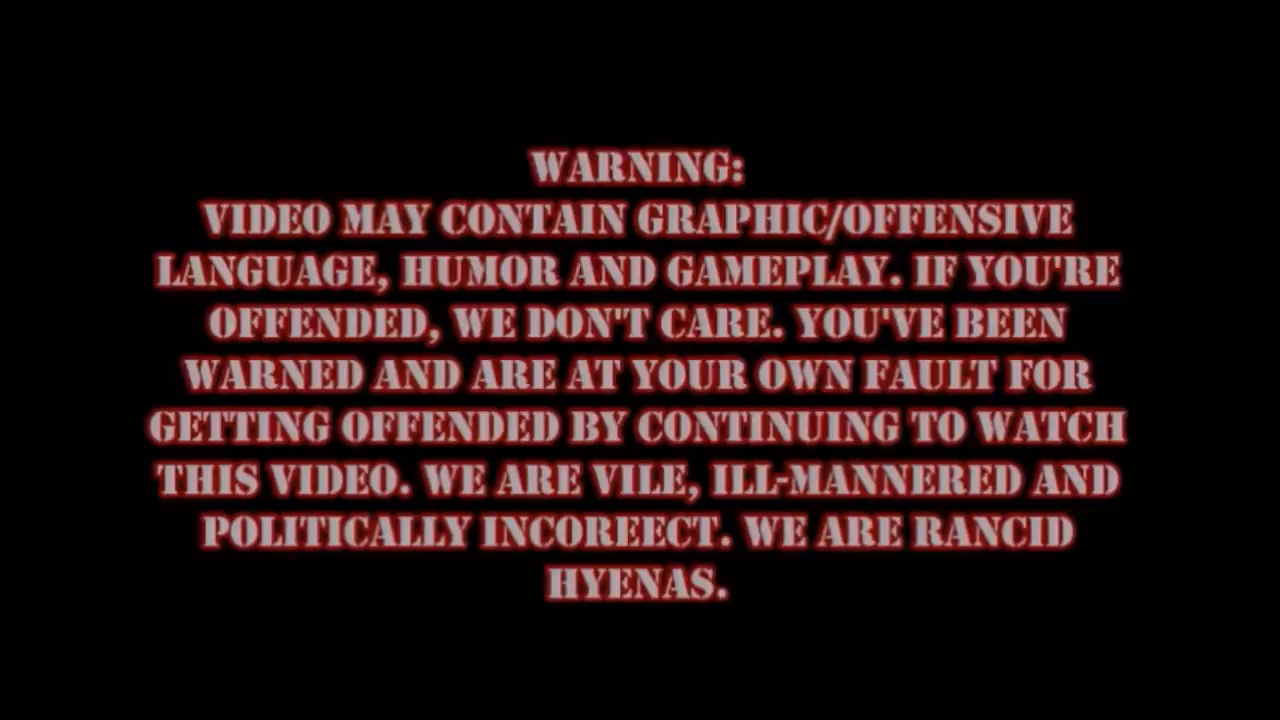 WARNING:
VIDEO MAY CONTAIN GRAPHIC/OFFENSIVE
LANGUAGE, HUMOR AND GAMEPLAY. IF YOU'RE
OFFENDED, WE DON'T CARE. YOU'VE BEEN
WARNED AND ARE AT YOUR OWN FAULT FOR
GETTING OFFENDED BY CONTINUING TO WATCH
THIS VIDEO. WE ARE VILE, ILL-MANNERED AND
POLITICALLY INCOREECT. WE ARE RANCID
HYENAS.